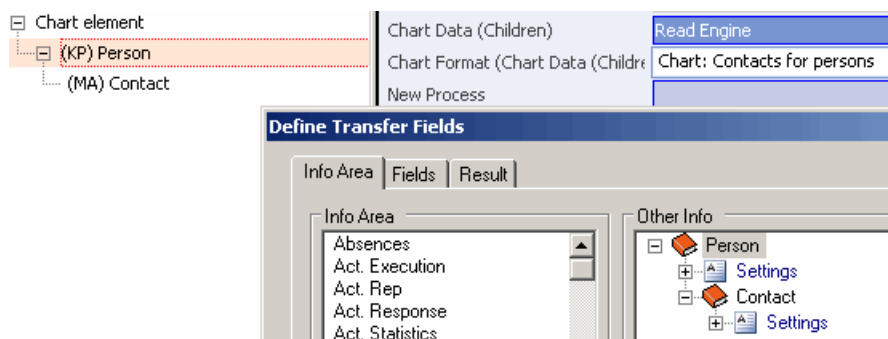 Chart element
(KP) Person
(MA) Contact
Chart Data (Children)
Read Engine
Chart Format (Chart Data (Childre
Chart: Contacts for persons
New Process
Define Transfer Fields
Info Area
Fields
Result
Info Area
Absences
Act. Execution
Act. Rep
Act. Response
Act. Statistics
Other Info
Person
Settings
Contact
Settings